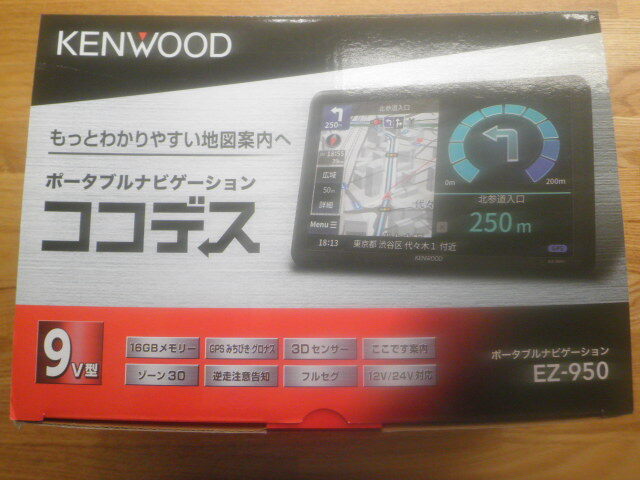 KENWOOD
もっとわかりやすい地図案内へ
ポータブルナビゲーション
ココデス
北参道入口
250m
18:55
広域
50m
詳細
Menu
18:13
東京都 渋谷区 代々木1 付近
代々
0m
200m
北参道入口
250 m
KENWOOD
9V型
16GBメモリー
GPSみちびきグロナス
3Dセンサー
ここです案内
ゾーン30
逆走注意告知
フルセグ
12V/24V対応
ポータブルナビゲーション
EZ-950